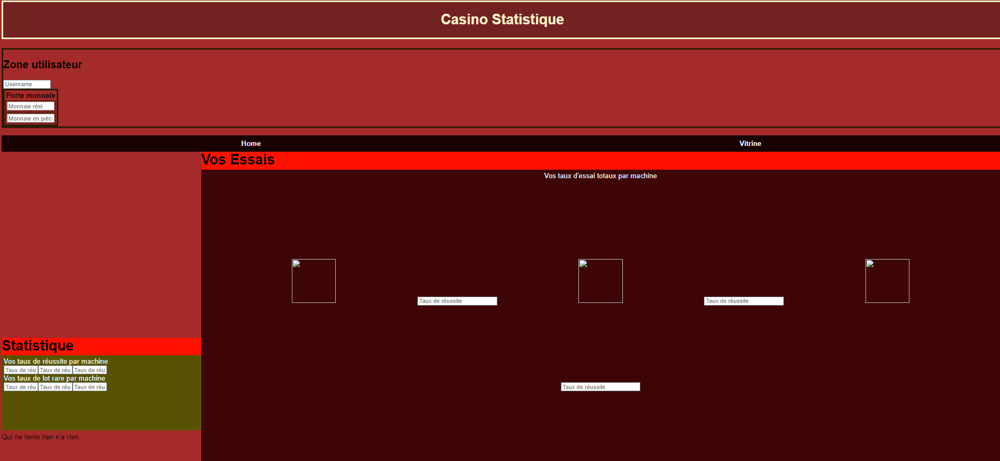 Casino Statistique
Zone utilisateur
Username
Porte monnaie
Monnaie réel
Monnaie en pièc
Home Vitrine
Vos Essais
Vos taux d'essai totaux par machine
Taux de réussite Taux de réussite
Taux de réussite
Statistique
Vos taux de réussite par machine
Taux de réu Taux de réu Taux de réu
Vos taux de lot rare par machine
Taux de réu Taux de réu Taux de réu
Qui ne tente rien n'a rien.